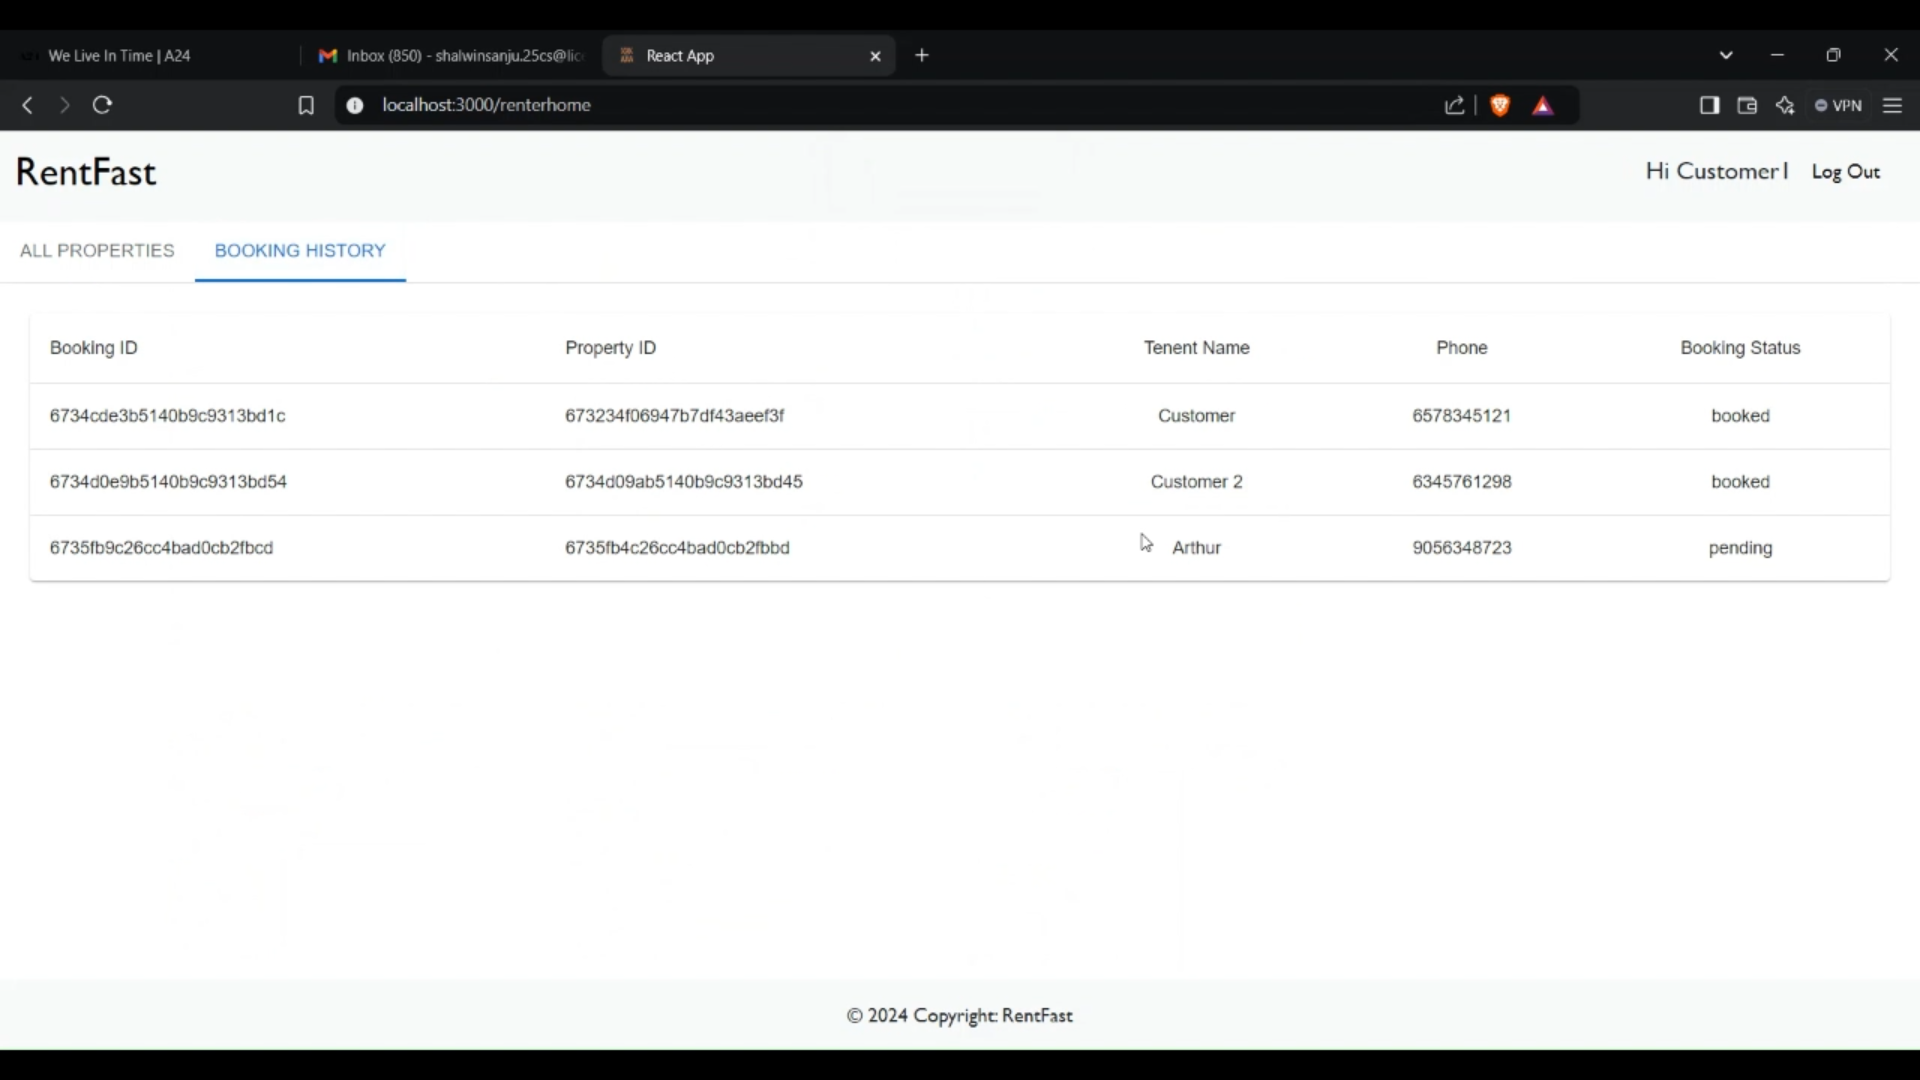 We Live In Time | A24
Inbox (850) - shalwinsanju.25cs@lic
React App
localhost:3000/renterhome
VPN
RentFast
Hi Customer1 Log Out
ALL PROPERTIES BOOKING HISTORY
Booking ID Property ID Tenent Name Phone Booking Status
6734cde3b5140b9c9313bd1c 673234f06947b7df43aeef3f Customer 6578345121 booked
6734d0e9b5140b9c9313bd54 6734d09ab5140b9c9313bd45 Customer 2 6345761298 booked
6735fb9c26cc4bad0cb2fbcd 6735fb4c26cc4bad0cb2fbbd Arthur 9056348723 pending
© 2024 Copyright: RentFast